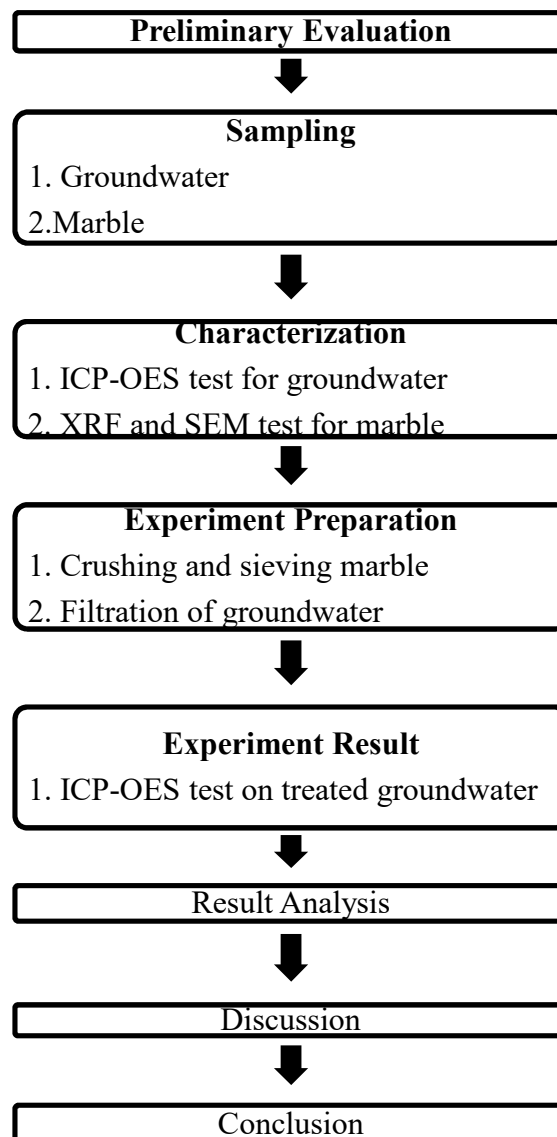 Preliminary Evaluation
Sampling
1. Groundwater
2.Marble
Characterization
1. ICP-OES test for groundwater
2. XRF and SEM test for marble
Experiment Preparation
1. Crushing and sieving marble
2. Filtration of groundwater
Experiment Result
1. ICP-OES test on treated groundwater
Result Analysis
Discussion
Conclusion